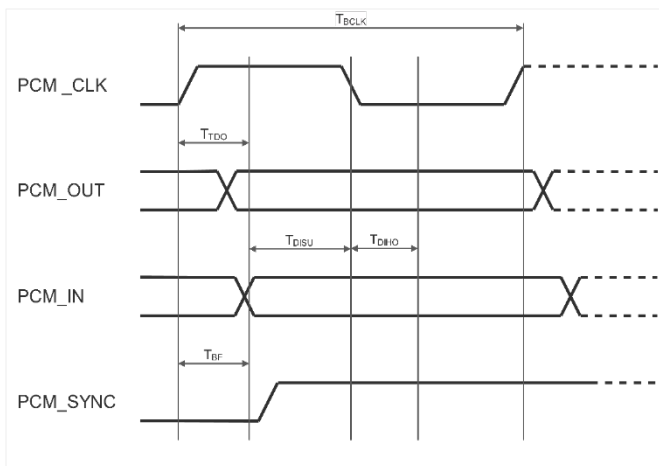 TBCLK
PCM _CLK
TTDO
PCM_OUT
TDISU TDIHO
PCM_IN
TBF
PCM_SYNC